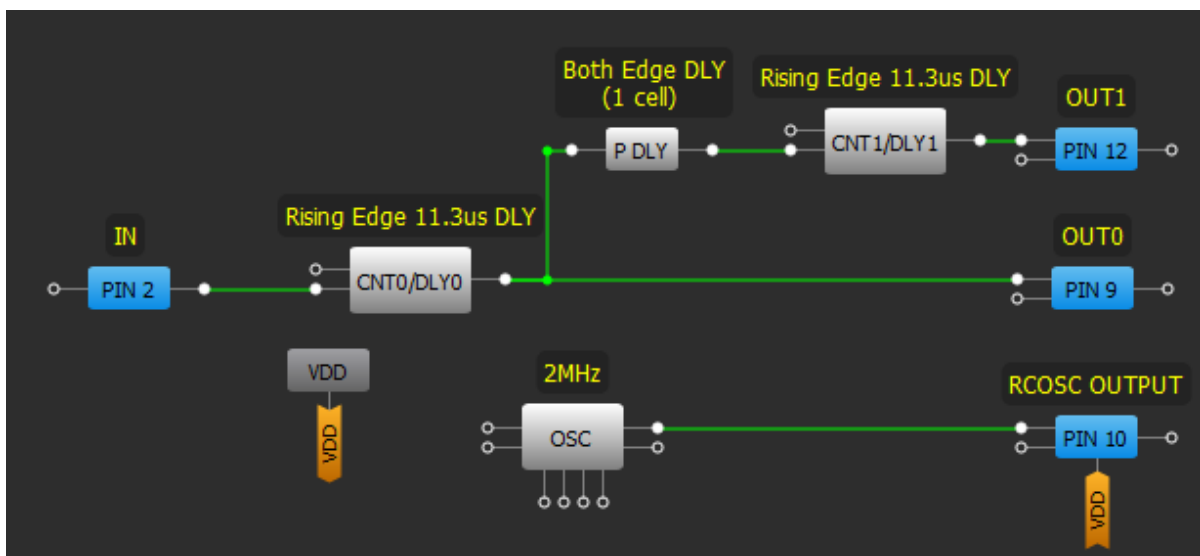 Both Edge DLY
(1 cell)
Rising Edge 11.3us DLY
OUT1
P DLY
CNT1/DLY1
PIN 12
Rising Edge 11.3us DLY
IN
OUT0
PIN 2
CNT0/DLY0
PIN 9
VDD
2MHz
RCOSC OUTPUT
VDD
OSC
PIN 10
VDD